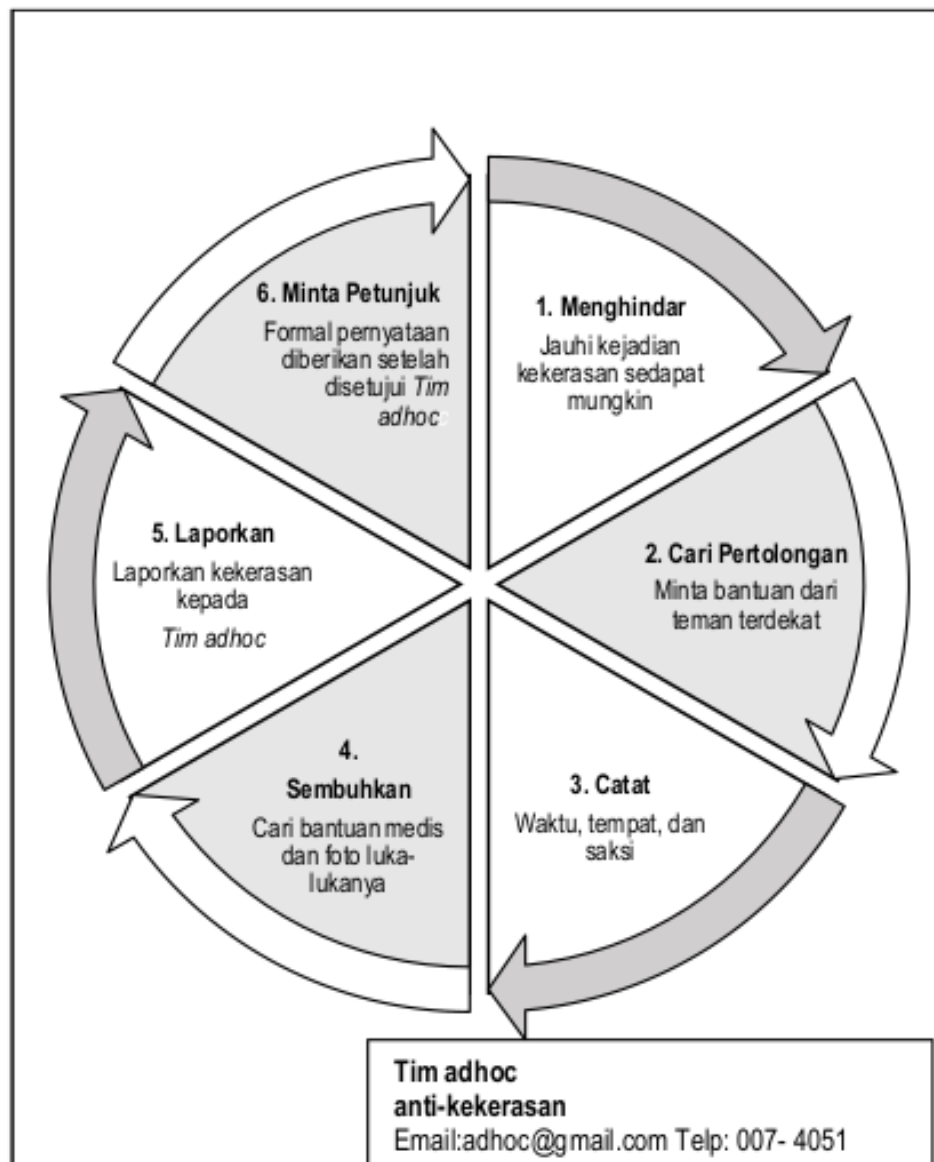 1. Menghindar
Jauhi kejadian
kekerasan sedapat
mungkin
2. Cari Pertolongan
Minta bantuan dari
teman terdekat
3. Catat
Waktu, tempat, dan
saksi
4.
Sembuhkan
Cari bantuan medis
dan foto luka-
lukanya
5. Laporkan
Laporkan kekerasan
kepada
Tim adhoc
6. Minta Petunjuk
Formal pernyataan
diberikan setelah
disetujui Tim
adhoc
Tim adhoc
anti-kekerasan
Email:adhoc@gmail.com Telp: 007- 4051